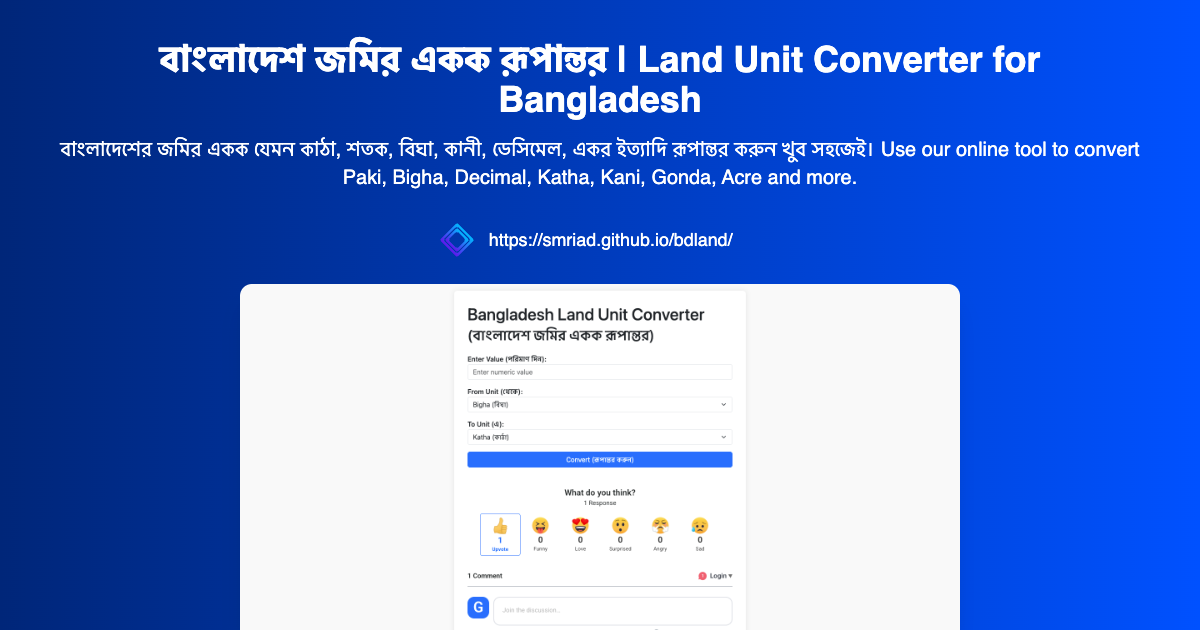 বাংলাদেশ জমির একক রূপান্তর | Land Unit Converter for
Bangladesh
বাংলাদেশের জমির একক যেমন কাঠা, শতক, বিঘা, কানী, ডেসিমেল, একর ইত্যাদি রূপান্তর করুন খুব সহজেই। Use our online tool to convert
Paki, Bigha, Decimal, Katha, Kani, Gonda, Acre and more.
https://smriad.github.io/bdland/
Bangladesh Land Unit Converter
(বাংলাদেশ জমির একক রূপান্তর)
Enter Value (পরিমাণ দিন):
Enter numeric value
From Unit (থেকে):
Bigha (বিঘা)
To Unit (এ):
Katha (কাঠা)
Convert (রূপান্তর করুন)
What do you think?
1 Response
1 0 0 0 0 0
Upvote Funny Love Surprised Angry Sad
1 Comment 1 Login
G Join the discussion...